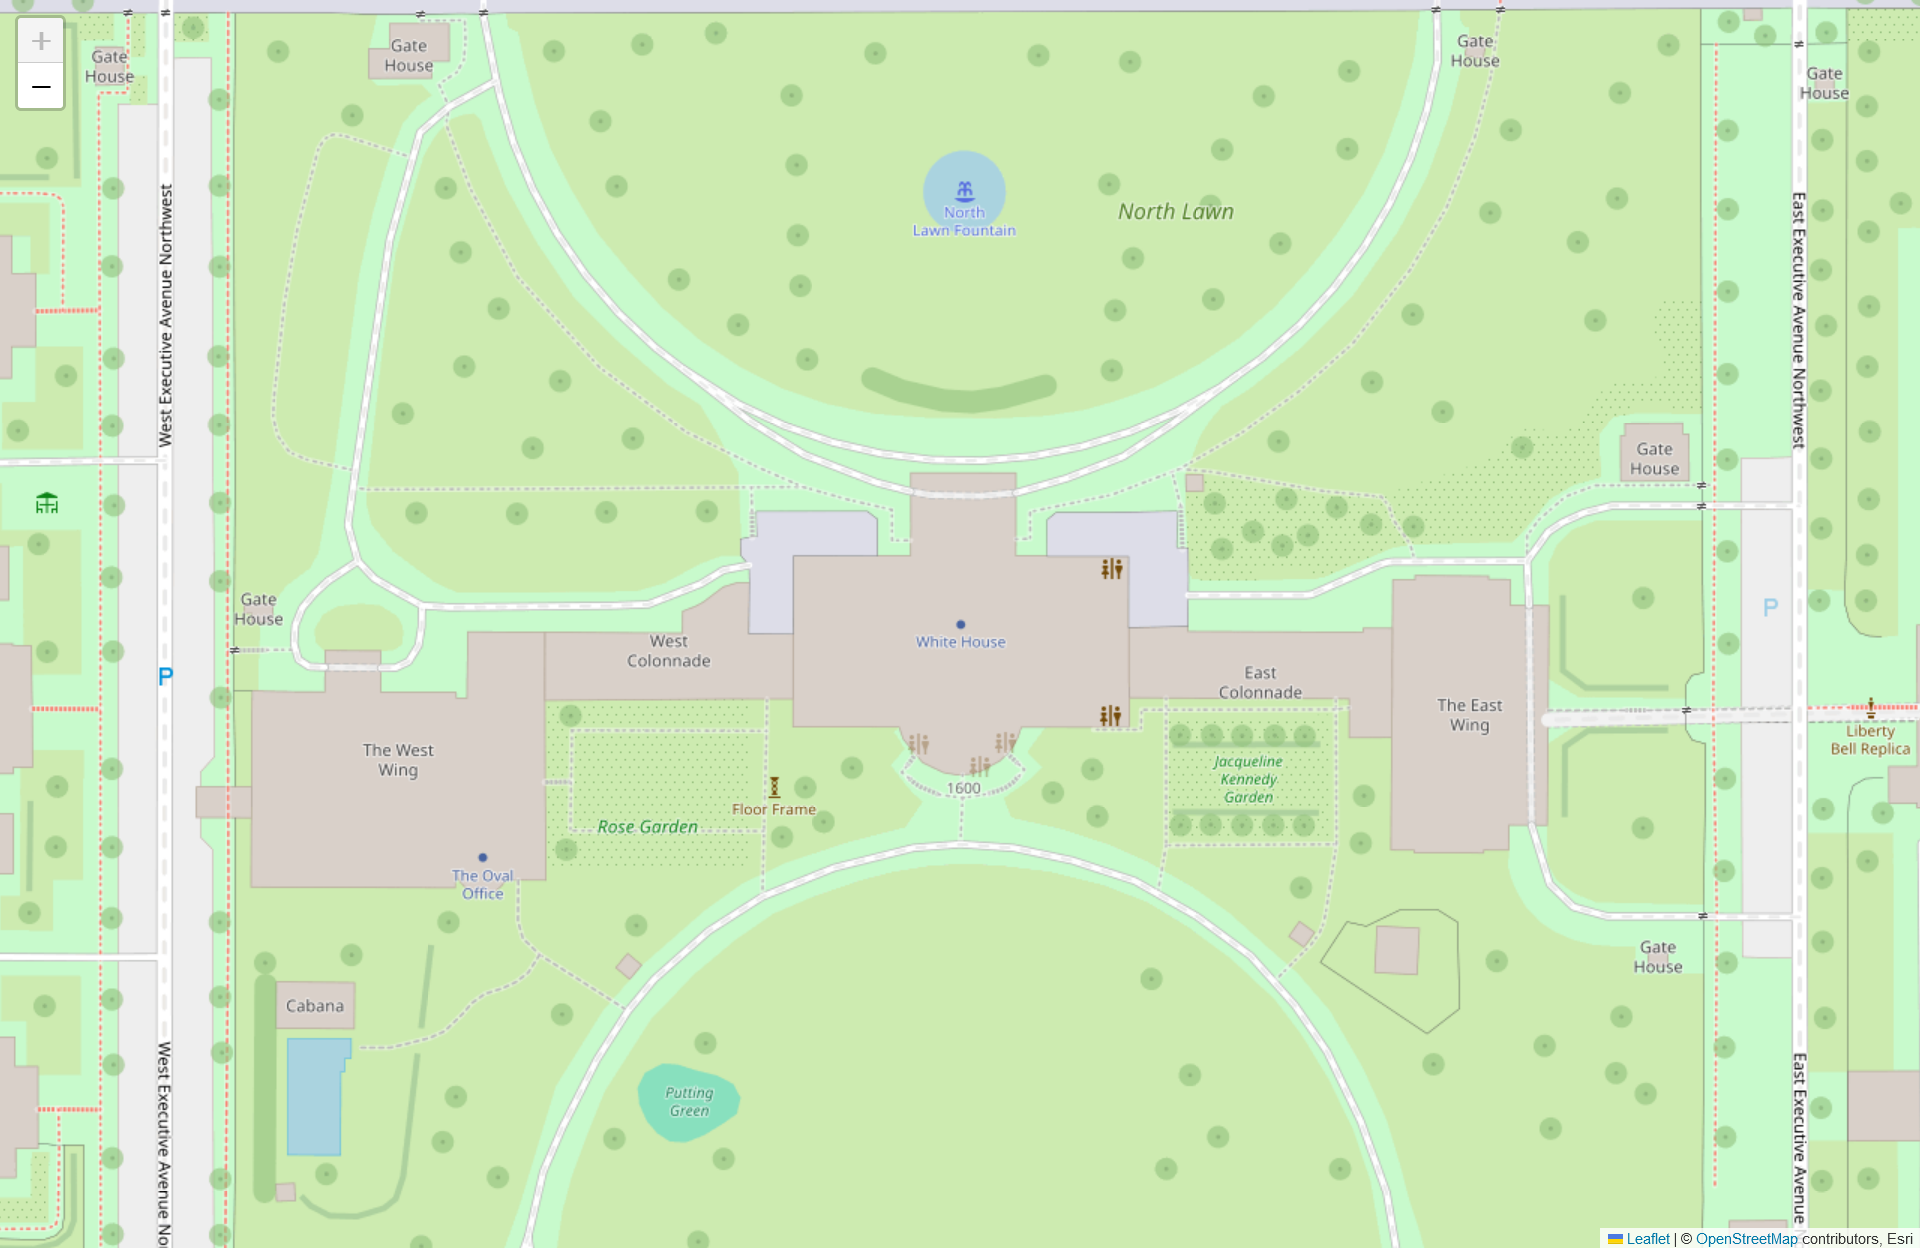 +
−
Gate
House
Gate
House
Gate
House
Gate
House
West Executive Avenue Northwest
East Executive Avenue Northwest
North
Lawn Fountain
North Lawn
Gate
House
Gate
House
West
Colonnade
White House
East
Colonnade
P
P
The West
Wing
The East
Wing
Liberty
Bell Replica
Jacqueline
Kennedy
Garden
1600
Floor Frame
Rose Garden
The Oval
Office
Gate
House
Cabana
Putting
Green
West Executive Avenue Nor
East Executive Avenue
Leaflet | © OpenStreetMap contributors, Esri